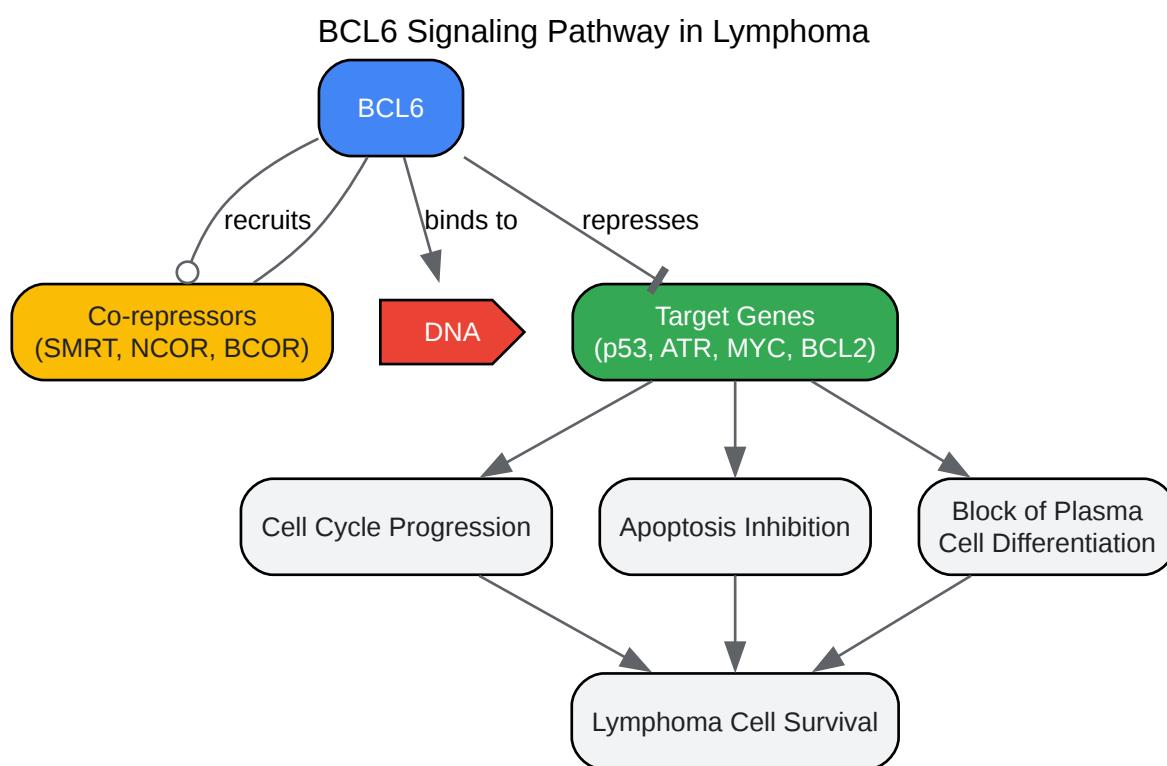 BCL6 Signaling Pathway in Lymphoma
BCL6
recruits
binds to
represses
Co-repressors
(SMRT, NCOR, BCOR)
DNA
Target Genes
(p53, ATR, MYC, BCL2)
Cell Cycle Progression
Apoptosis Inhibition
Block of Plasma
Cell Differentiation
Lymphoma Cell Survival